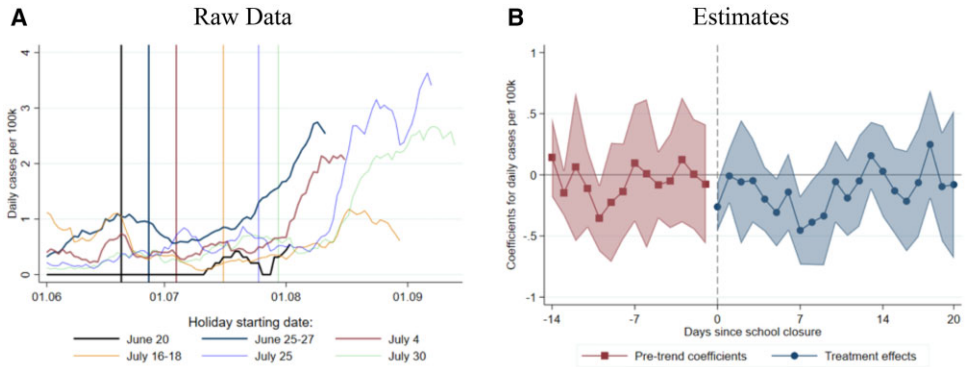 A Raw Data
Daily cases per 100k
4
3
2
1
0
01.06 01.07 01.08 01.09
Holiday starting date:
June 20 June 25-27 July 4
July 16-18 July 25 July 30
B Estimates
Coefficients for daily cases per 100k
1
.5
0
-.5
-1
-14 -7 0 7 14 20
Days since school closure
Pre-trend coefficients Treatment effects